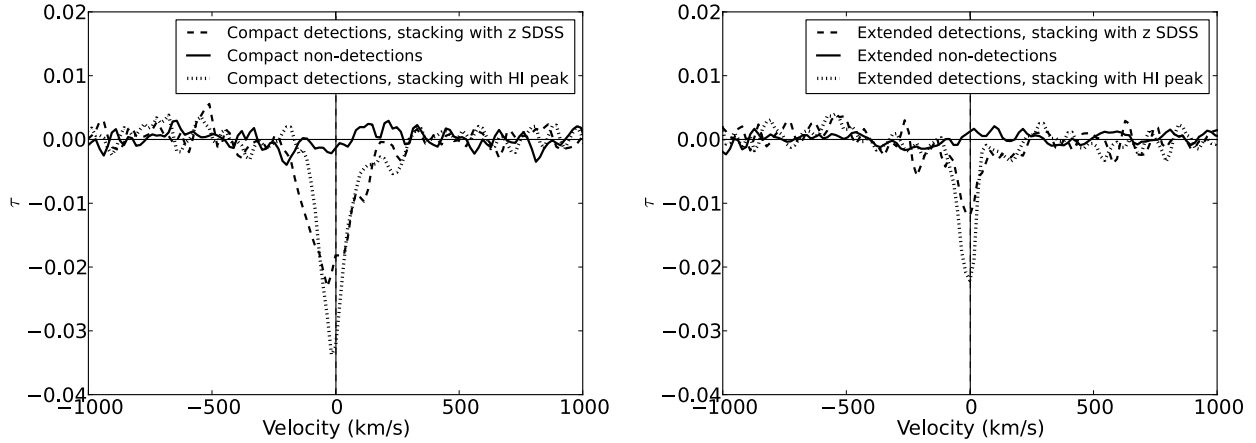 0.02
0.01
0.00
−0.01
−0.02
−0.03
−0.04
τ
Compact detections, stacking with z SDSS
Compact non-detections
Compact detections, stacking with HI peak
−1000
−500
0
500
1000
Velocity (km/s)
0.02
0.01
0.00
−0.01
−0.02
−0.03
−0.04
τ
Extended detections, stacking with z SDSS
Extended non-detections
Extended detections, stacking with HI peak
−1000
−500
0
500
1000
Velocity (km/s)